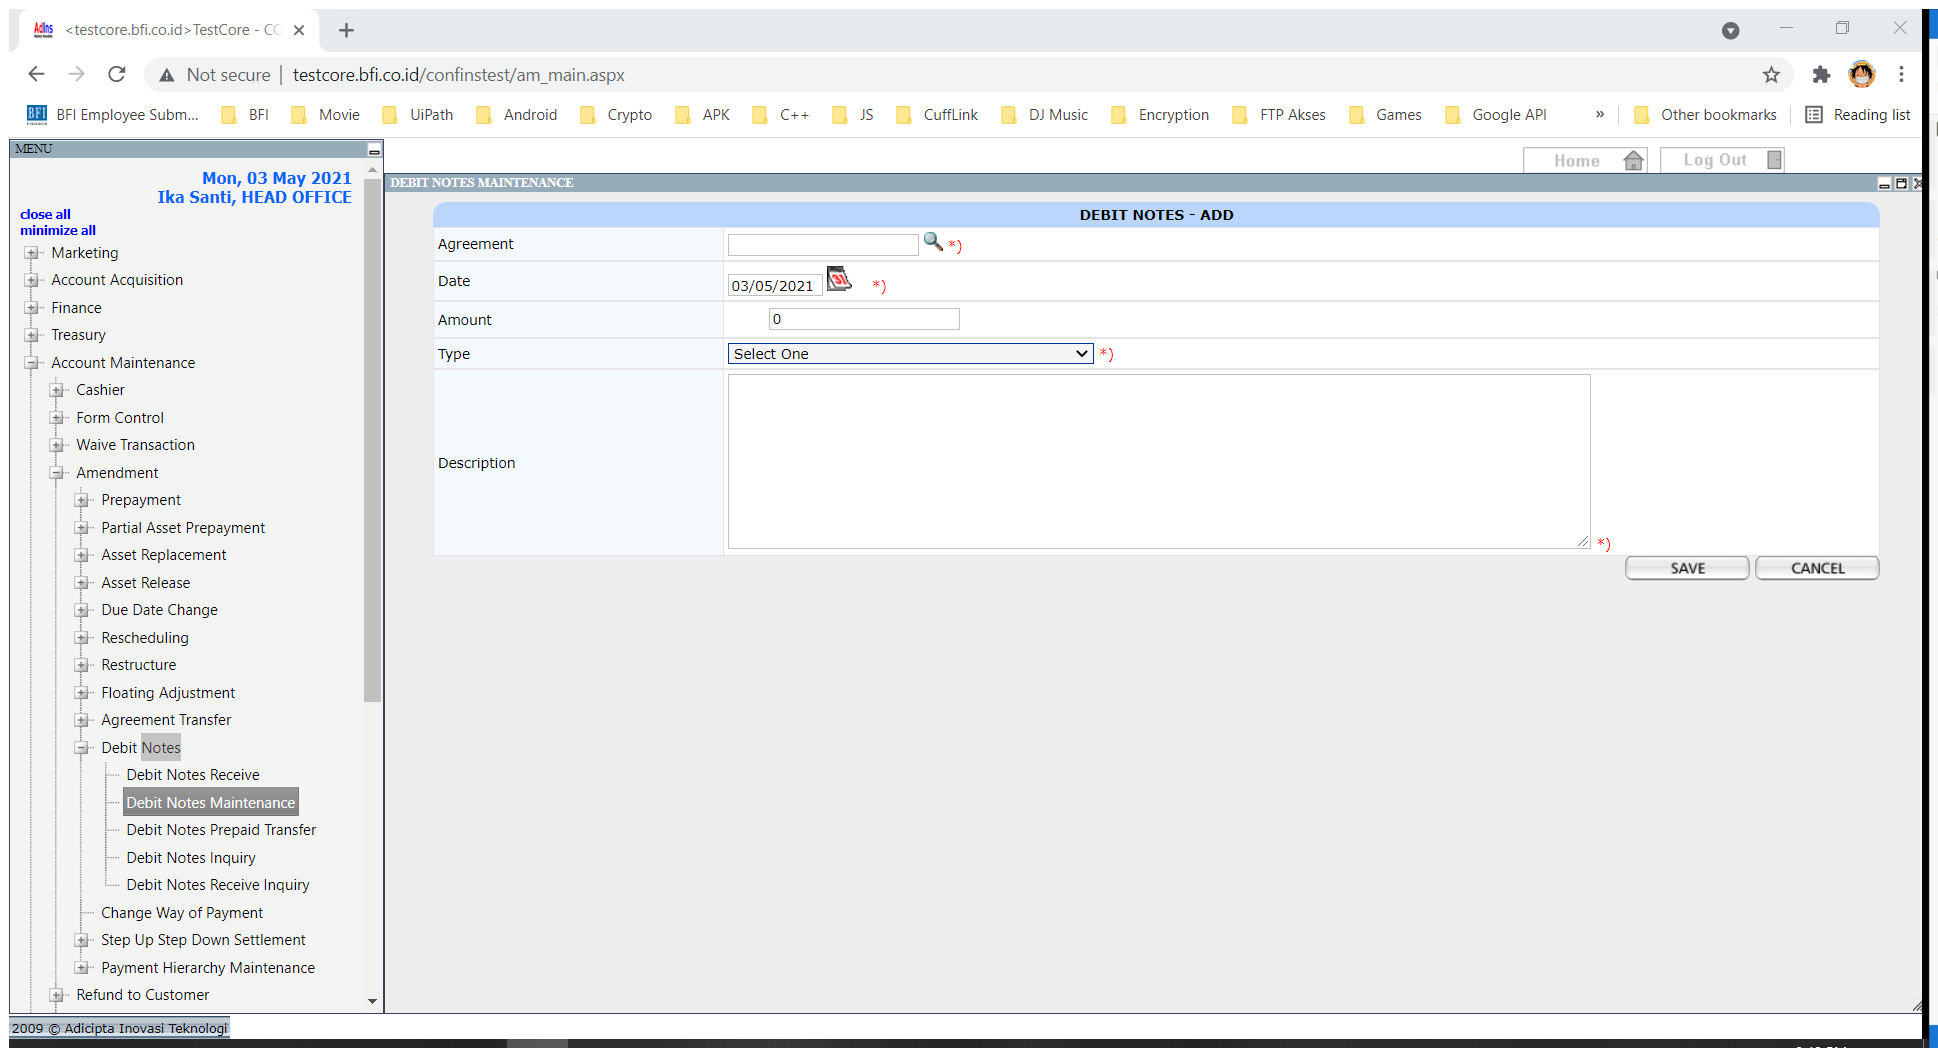 AdIns <testcore.bfi.co.id>TestCore - CO
Not secure | testcore.bfi.co.id/confinstest/am_main.aspx
BFI BFI Employee Subm... BFI Movie UiPath Android Crypto APK C++ JS CuffLink DJ Music Encryption FTP Akses Games Google API » Other bookmarks Reading list
MENU
Home Log Out
Mon, 03 May 2021
Ika Santi, HEAD OFFICE
close all
minimize all
Marketing
Account Acquisition
Finance
Treasury
Account Maintenance
Cashier
Form Control
Waive Transaction
Amendment
Prepayment
Partial Asset Prepayment
Asset Replacement
Asset Release
Due Date Change
Rescheduling
Restructure
Floating Adjustment
Agreement Transfer
Debit Notes
Debit Notes Receive
Debit Notes Maintenance
Debit Notes Prepaid Transfer
Debit Notes Inquiry
Debit Notes Receive Inquiry
Change Way of Payment
Step Up Step Down Settlement
Payment Hierarchy Maintenance
Refund to Customer
DEBIT NOTES MAINTENANCE
DEBIT NOTES - ADD
Agreement *)
Date 03/05/2021 31 *)
Amount 0
Type Select One *)
Description *)
SAVE CANCEL
2009 © Adicipta Inovasi Teknologi